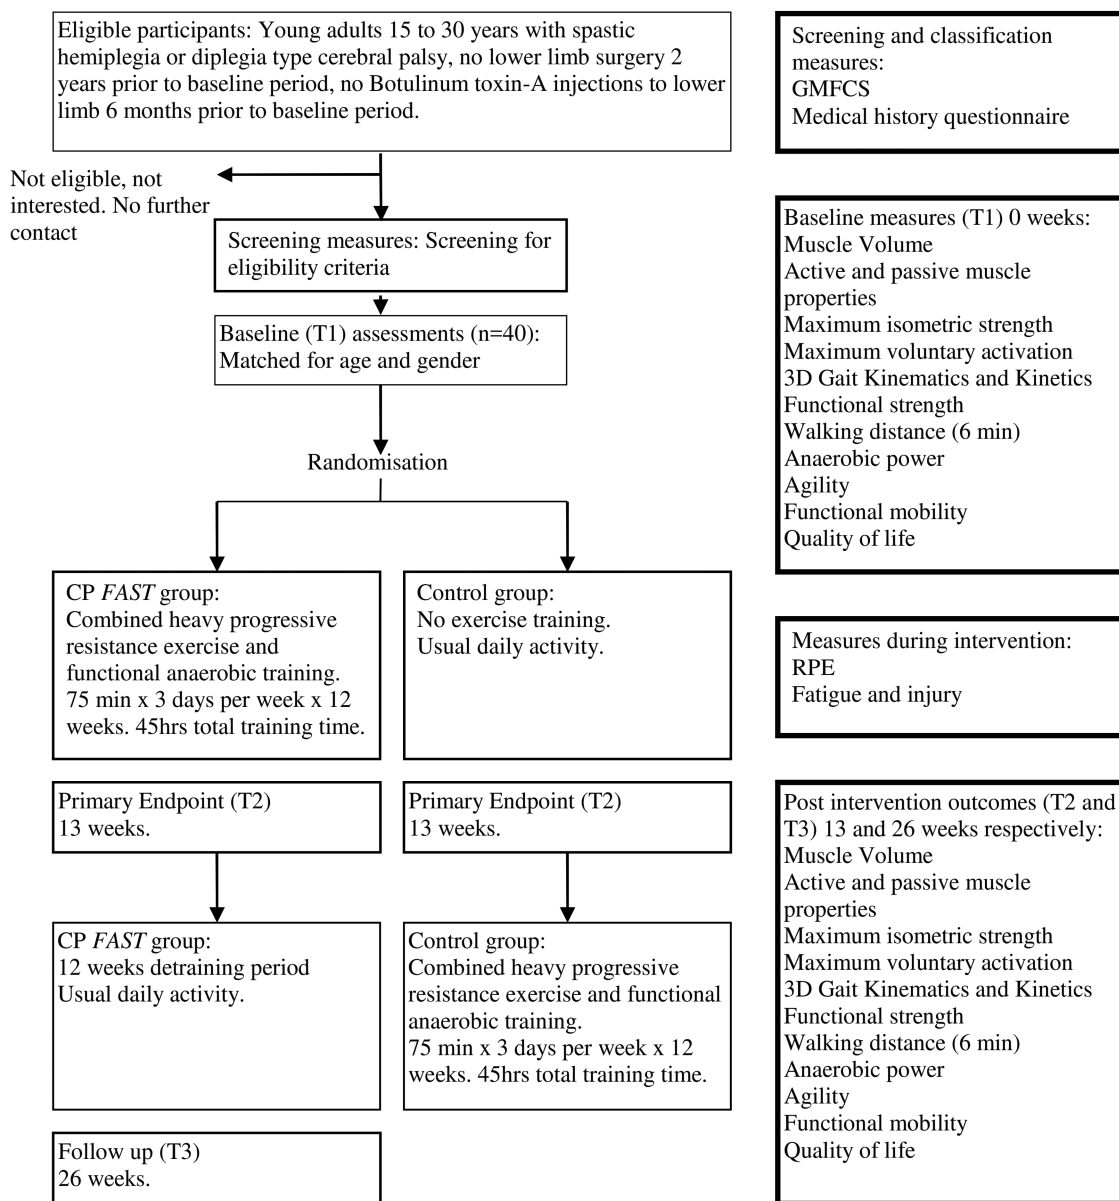 Eligible participants: Young adults 15 to 30 years with spastic
hemiplegia or diplegia type cerebral palsy, no lower limb surgery 2
years prior to baseline period, no Botulinum toxin-A injections to lower
limb 6 months prior to baseline period.
Not eligible, not
interested. No further
contact
Screening measures: Screening for
eligibility criteria
Baseline (T1) assessments (n=40):
Matched for age and gender
Randomisation
CP FAST group:
Combined heavy progressive
resistance exercise and
functional anaerobic training.
75 min x 3 days per week x 12
weeks. 45hrs total training time.
Control group:
No exercise training.
Usual daily activity.
Primary Endpoint (T2)
13 weeks.
Primary Endpoint (T2)
13 weeks.
CP FAST group:
12 weeks detraining period
Usual daily activity.
Control group:
Combined heavy progressive
resistance exercise and functional
anaerobic training.
75 min x 3 days per week x 12
weeks. 45hrs total training time.
Follow up (T3)
26 weeks.
Screening and classification
measures:
GMFCS
Medical history questionnaire
Baseline measures (T1) 0 weeks:
Muscle Volume
Active and passive muscle
properties
Maximum isometric strength
Maximum voluntary activation
3D Gait Kinematics and Kinetics
Functional strength
Walking distance (6 min)
Anaerobic power
Agility
Functional mobility
Quality of life
Measures during intervention:
RPE
Fatigue and injury
Post intervention outcomes (T2 and
T3) 13 and 26 weeks respectively:
Muscle Volume
Active and passive muscle
properties
Maximum isometric strength
Maximum voluntary activation
3D Gait Kinematics and Kinetics
Functional strength
Walking distance (6 min)
Anaerobic power
Agility
Functional mobility
Quality of life